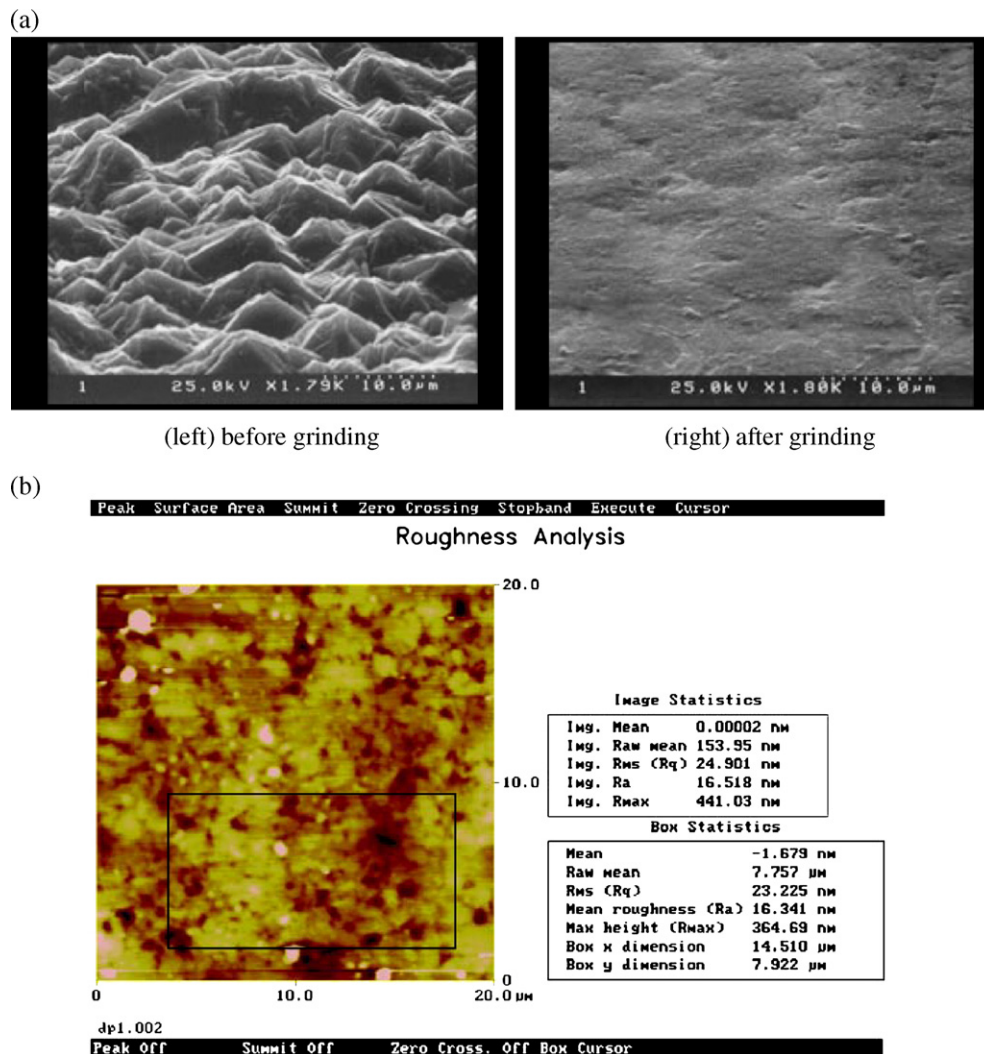 (a)
1 25.0kV X1.79K 10.0μm
1 25.0kV X1.80K 10.0μm
(left) before grinding
(right) after grinding
(b)
Peak Surface Area Summit Zero Crossing Stopband Execute Cursor
Roughness Analysis
20.0
10.0
0
0
10.0
20.0 μm
Image Statistics
Img. Mean 0.00002 nm
Img. Raw mean 153.95 nm
Img. Rms (Rq) 24.901 nm
Img. Ra 16.518 nm
Img. Rmax 441.03 nm
Box Statistics
Mean -1.679 nm
Raw mean 7.757 μm
Rms (Rq) 23.225 nm
Mean roughness (Ra) 16.341 nm
Max height (Rmax) 364.69 nm
Box x dimension 14.510 μm
Box y dimension 7.922 μm
dp1.002
Peak Off Summit Off Zero Cross. Off Box Cursor